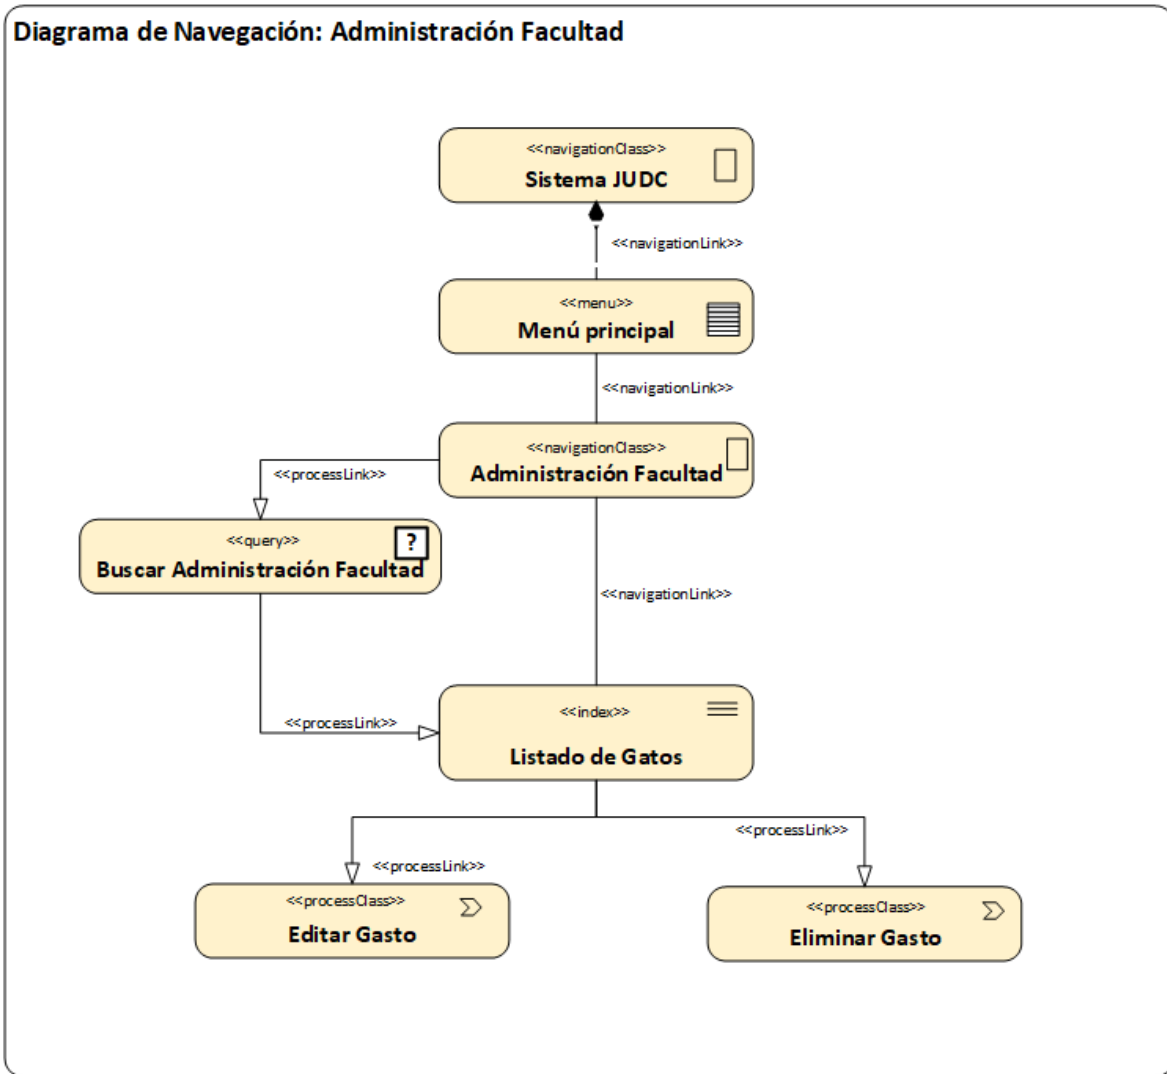 Diagrama de Navegación: Administración Facultad
<<navigationClass>>
Sistema JUDC
<<navigationLink>>
<<menu>>
Menú principal
<<navigationLink>>
<<navigationClass>>
Administración Facultad
<<processLink>>
<<query>>
?
Buscar Administración Facultad
<<navigationLink>>
<<processLink>>
<<index>>
Listado de Gatos
<<processLink>>
<<processLink>>
<<processClass>>
Editar Gasto
<<processClass>>
Eliminar Gasto